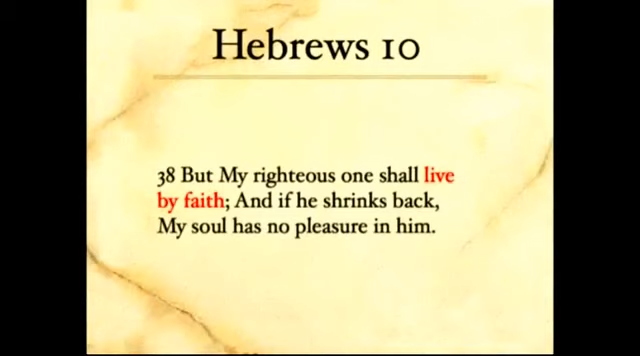 Hebrews 10
38 But My righteous one shall live
by faith; And if he shrinks back,
My soul has no pleasure in him.